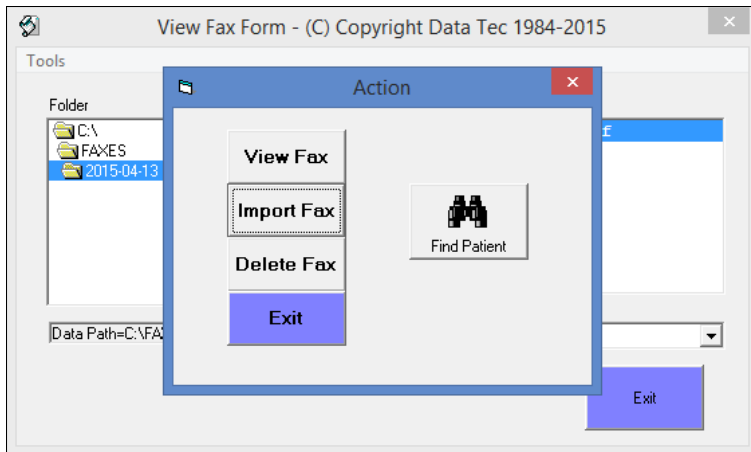 View Fax Form - (C) Copyright Data Tec 1984-2015
Tools
Action
Folder
C:\
FAXES
2015-04-13
f
View Fax
Import Fax
Delete Fax
Exit
Find Patient
Data Path=C:\FA
Exit